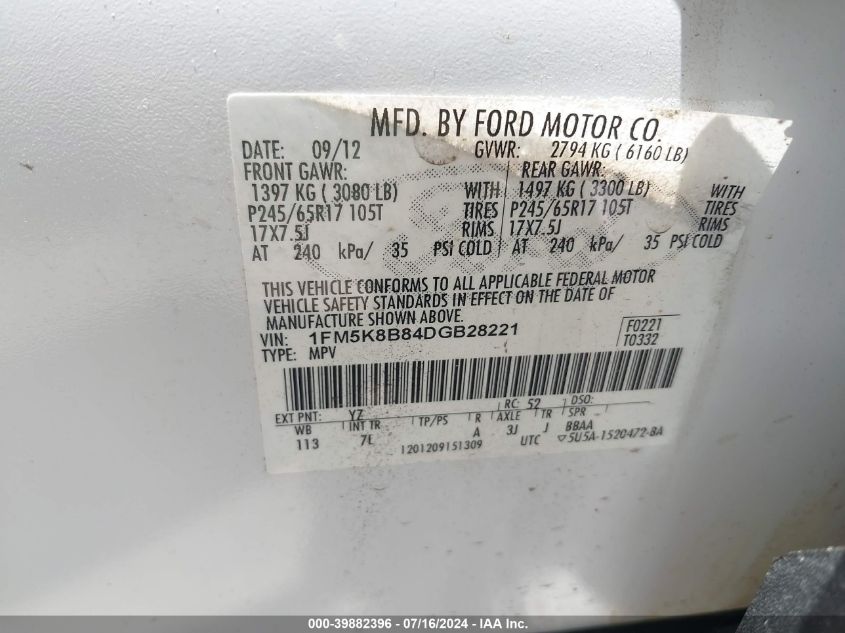 MFD. BY FORD MOTOR CO.
DATE: 09/12 GVWR: 2794 KG ( 6160 LB)
FRONT GAWR: REAR GAWR:
1397 KG ( 3080 LB) WITH 1497 KG ( 3300 LB) WITH
P245/65R17 105T TIRES P245/65R17 105T TIRES
17X7.5J RIMS 17X7.5J RIMS
AT 240 kPa/ 35 PSI COLD AT 240 kPa/ 35 PSI COLD
THIS VEHICLE CONFORMS TO ALL APPLICABLE FEDERAL MOTOR
VEHICLE SAFETY STANDARDS IN EFFECT ON THE DATE OF
MANUFACTURE SHOWN ABOVE.
VIN: 1FM5K8B84DGB28221 F0221
TYPE: MPV T0332
EXT PNT: YZ RC: 52 DSO:
WB INT TR TP/PS R AXLE TR SPR
113 7L A 3J J BBAA
1201209151309 UTC ▽5U5A-1520472-BA
000-39882396 - 07/16/2024 - IAA Inc.